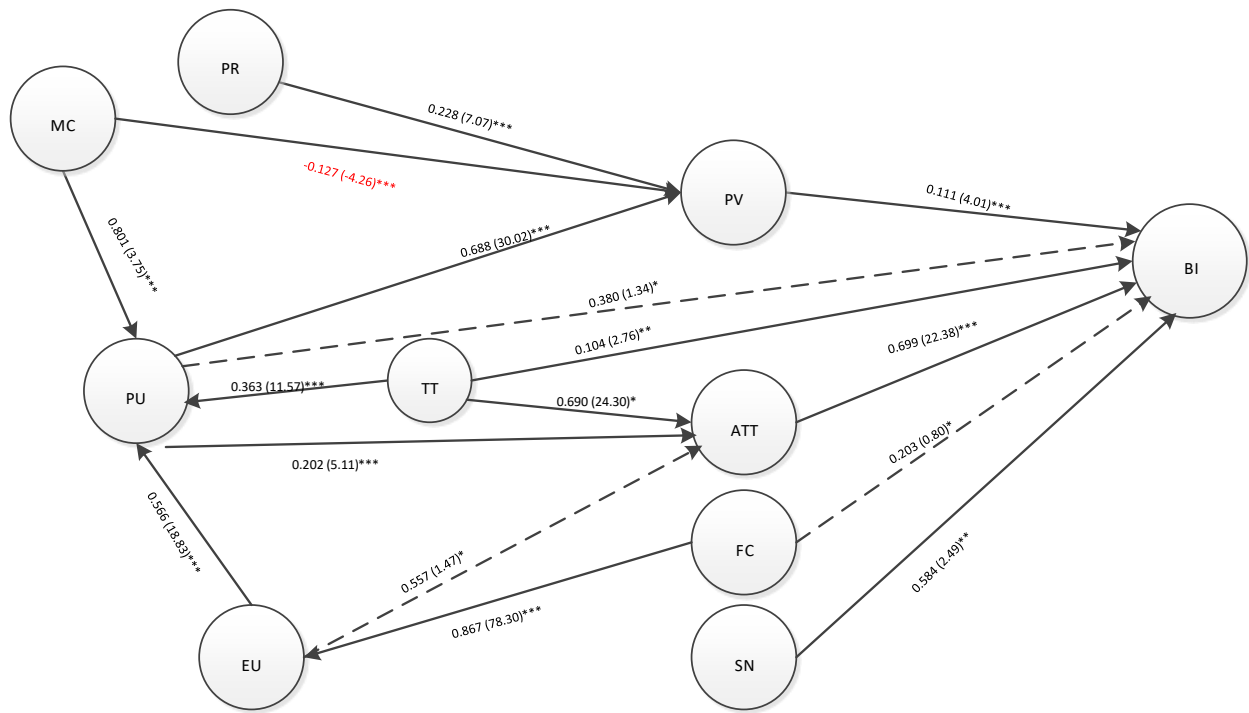 PR
MC
0.228 (7.07)***
-0.127 (-4.26)***
PV
0.111 (4.01)***
0.801 (3.75)***
0.688 (30.02)***
BI
0.380 (1.34)*
0.104 (2.76)**
0.699 (22.38)***
PU
0.363 (11.57)***
TT
0.690 (24.30)*
ATT
0.202 (5.11)***
0.203 (0.80)*
0.566 (18.83)***
FC
0.557 (1.47)*
0.584 (2.49)**
0.867 (78.30)***
EU
SN